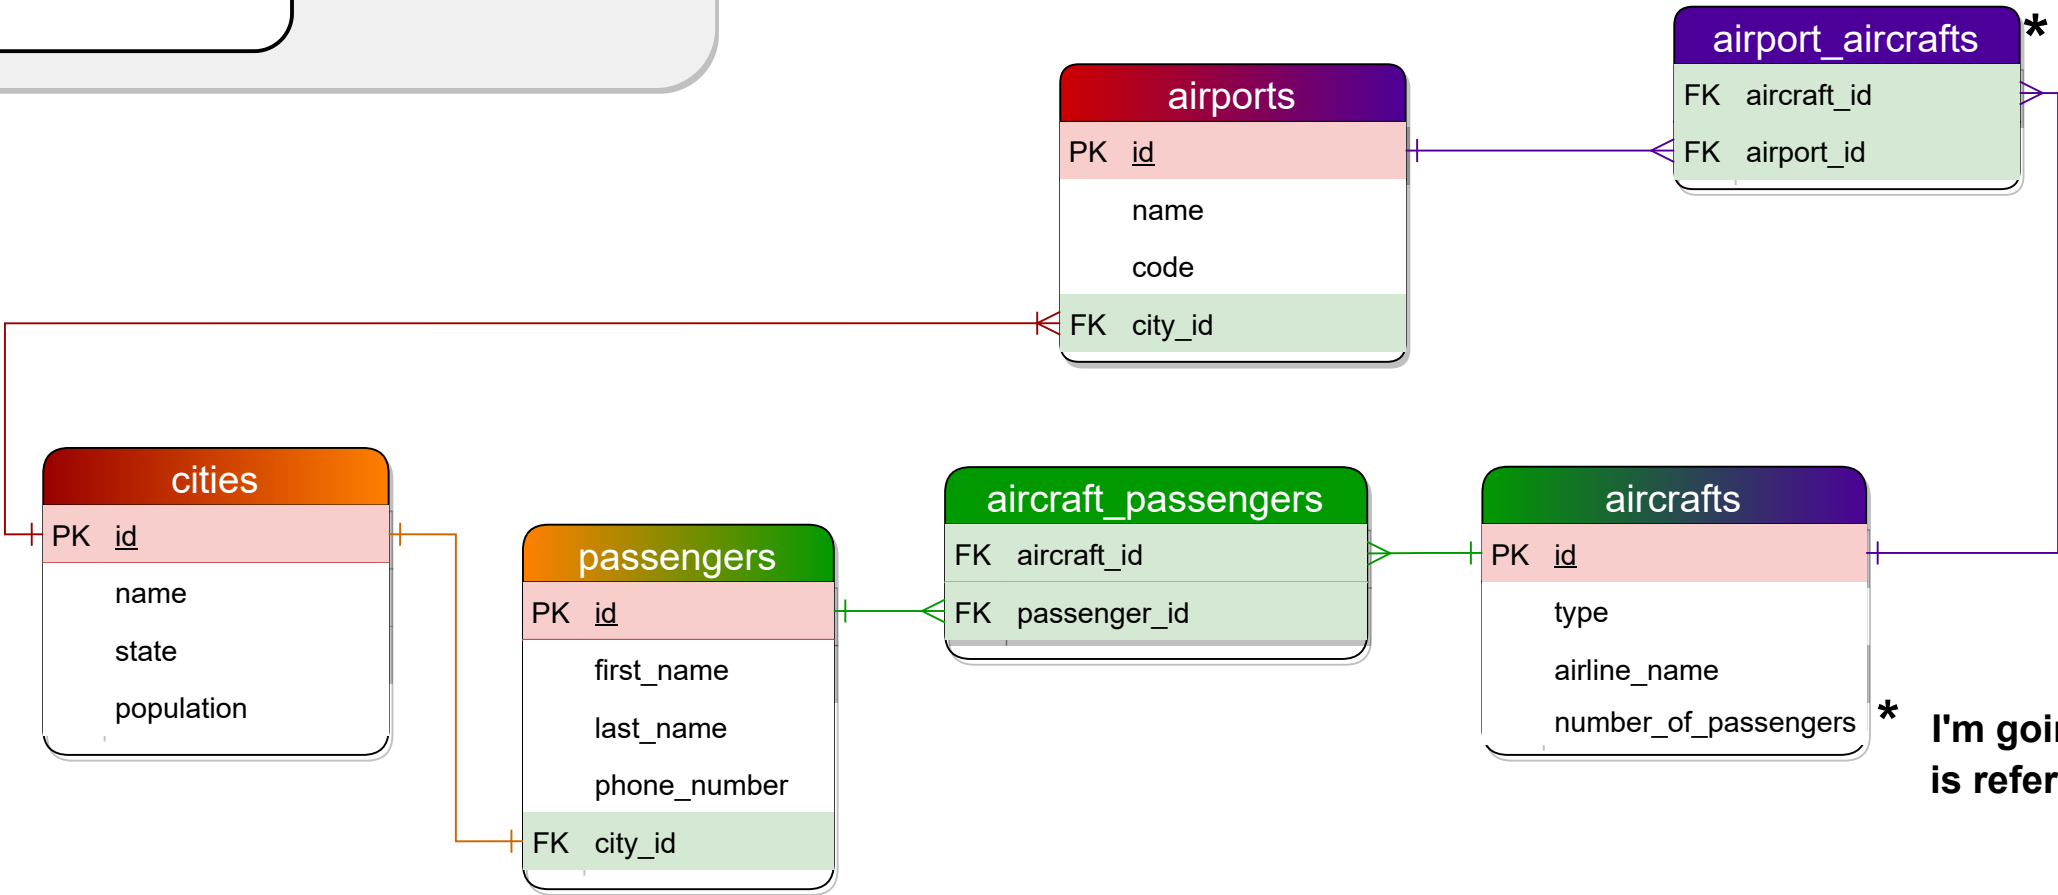 airport_aircrafts *
FK aircraft_id
FK airport_id
airports
PK id
name
code
FK city_id
cities
PK id
name
state
population
passengers
PK id
first_name
last_name
phone_number
FK city_id
aircraft_passengers
FK aircraft_id
FK passenger_id
aircrafts
PK id
type
airline_name
number_of_passengers
* I'm
is